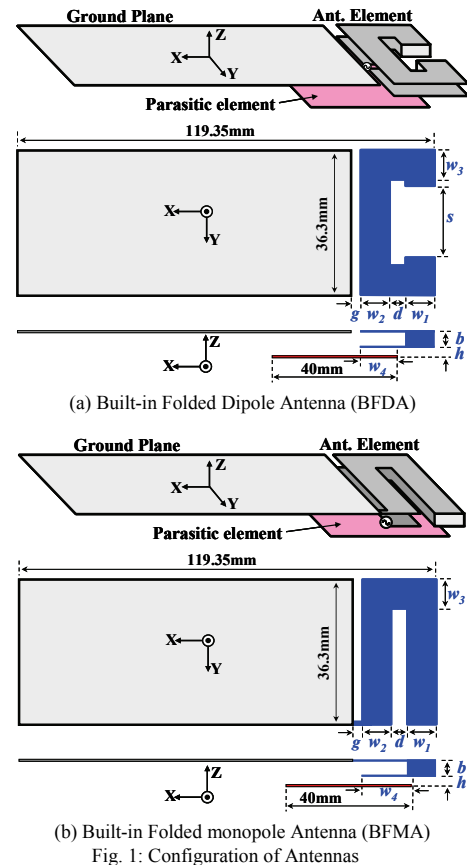 Ground Plane
Ant. Element
Z
X
Y
Parasitic element
119.35mm
w3
X
Y
36.3mm
s
g w2 d w1
Z
X
b
h
40mm
w4
(a) Built-in Folded Dipole Antenna (BFDA)
Ground Plane
Ant. Element
Z
X
Y
Parasitic element
119.35mm
w3
X
Y
36.3mm
g w2 d w1
Z
X
b
h
40mm
w4
(b) Built-in Folded monopole Antenna (BFMA)
Fig. 1: Configuration of Antennas